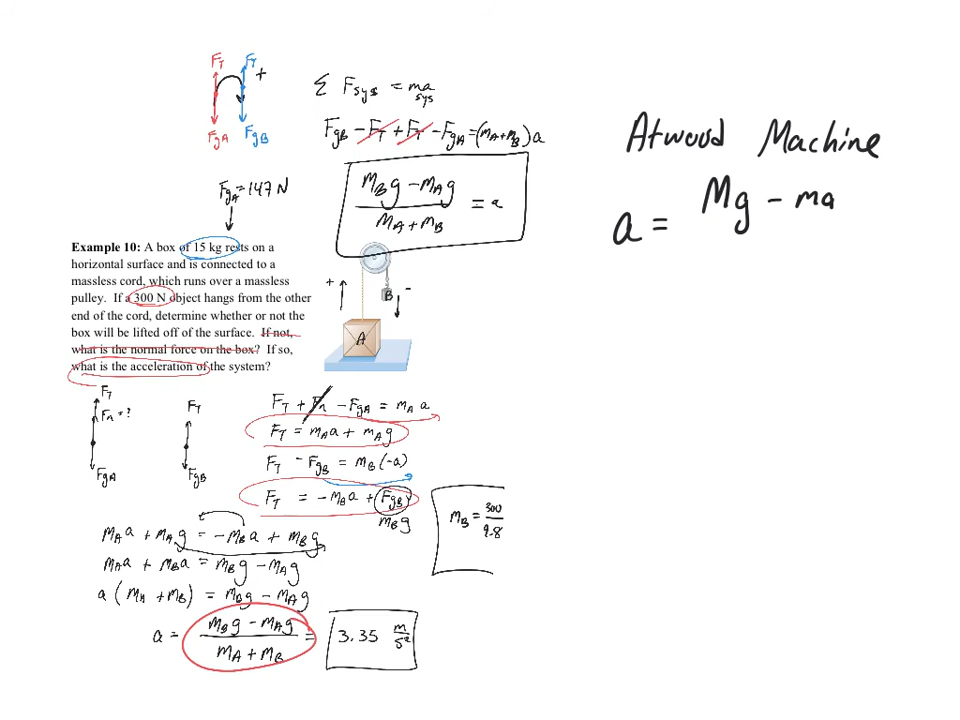 F_T F_T +
F_gA F_gB
Σ F_sys = ma_sys
F_gB - F_T + F_T - F_gA = (m_A + m_B) a
(m_B g - m_A g) / (m_A + m_B) = a
F_gA = 147 N
Atwood Machine
a = Mg - ma
Example 10: A box of 15 kg rests on a
horizontal surface and is connected to a
massless cord, which runs over a massless
pulley. If a 300 N object hangs from the other
end of the cord, determine whether or not the
box will be lifted off of the surface. If not,
what is the normal force on the box? If so,
what is the acceleration of the system?
+ B -
A
F_T
F_n = ?
F_gA
F_T
F_gB
F_T + F_n - F_gA = m_A a
F_T = m_A a + m_A g
F_T - F_gB = m_B (-a)
F_T = -m_B a + F_gB
m_B g
m_B = 300 / 9.8
m_A a + m_A g = -m_B a + m_B g
m_A a + m_B a = m_B g - m_A g
a (m_A + m_B) = m_B g - m_A g
a = (m_B g - m_A g) / (m_A + m_B) = 3.35 m/s²